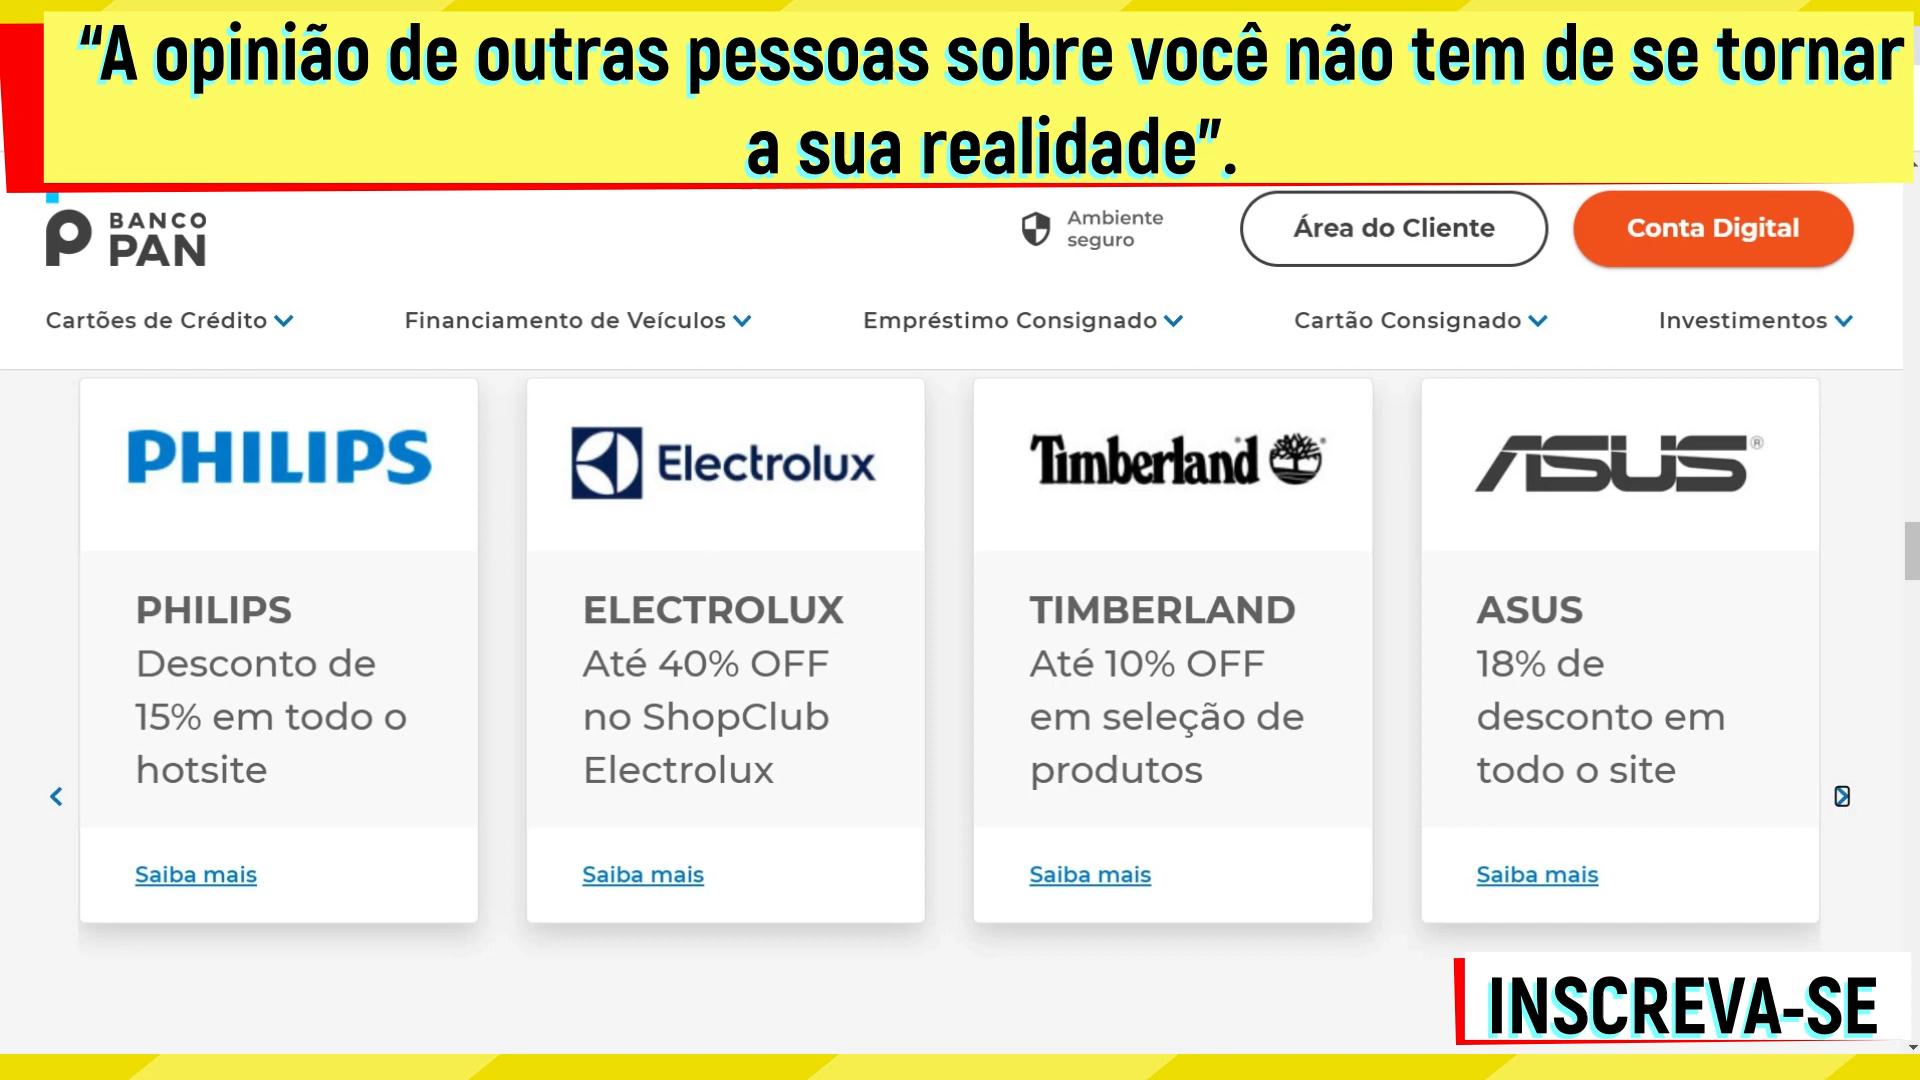 “A opinião de outras pessoas sobre você não tem de se tornar
a sua realidade”.
BANCO
PAN
Ambiente
seguro
Área do Cliente
Conta Digital
Cartões de Crédito
Financiamento de Veículos
Empréstimo Consignado
Cartão Consignado
Investimentos
PHILIPS
PHILIPS
Desconto de
15% em todo o
hotsite
Saiba mais
Electrolux
ELECTROLUX
Até 40% OFF
no ShopClub
Electrolux
Saiba mais
Timberland
TIMBERLAND
Até 10% OFF
em seleção de
produtos
Saiba mais
ASUS®
ASUS
18% de
desconto em
todo o site
Saiba mais
INSCREVA-SE